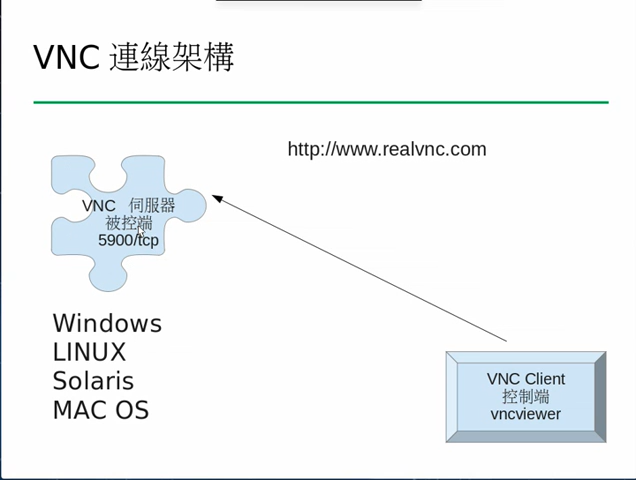 VNC 連線架構
http://www.realvnc.com
VNC 伺服器
被控端
5900/tcp
Windows
LINUX
Solaris
MAC OS
VNC Client
控制端
vncviewer